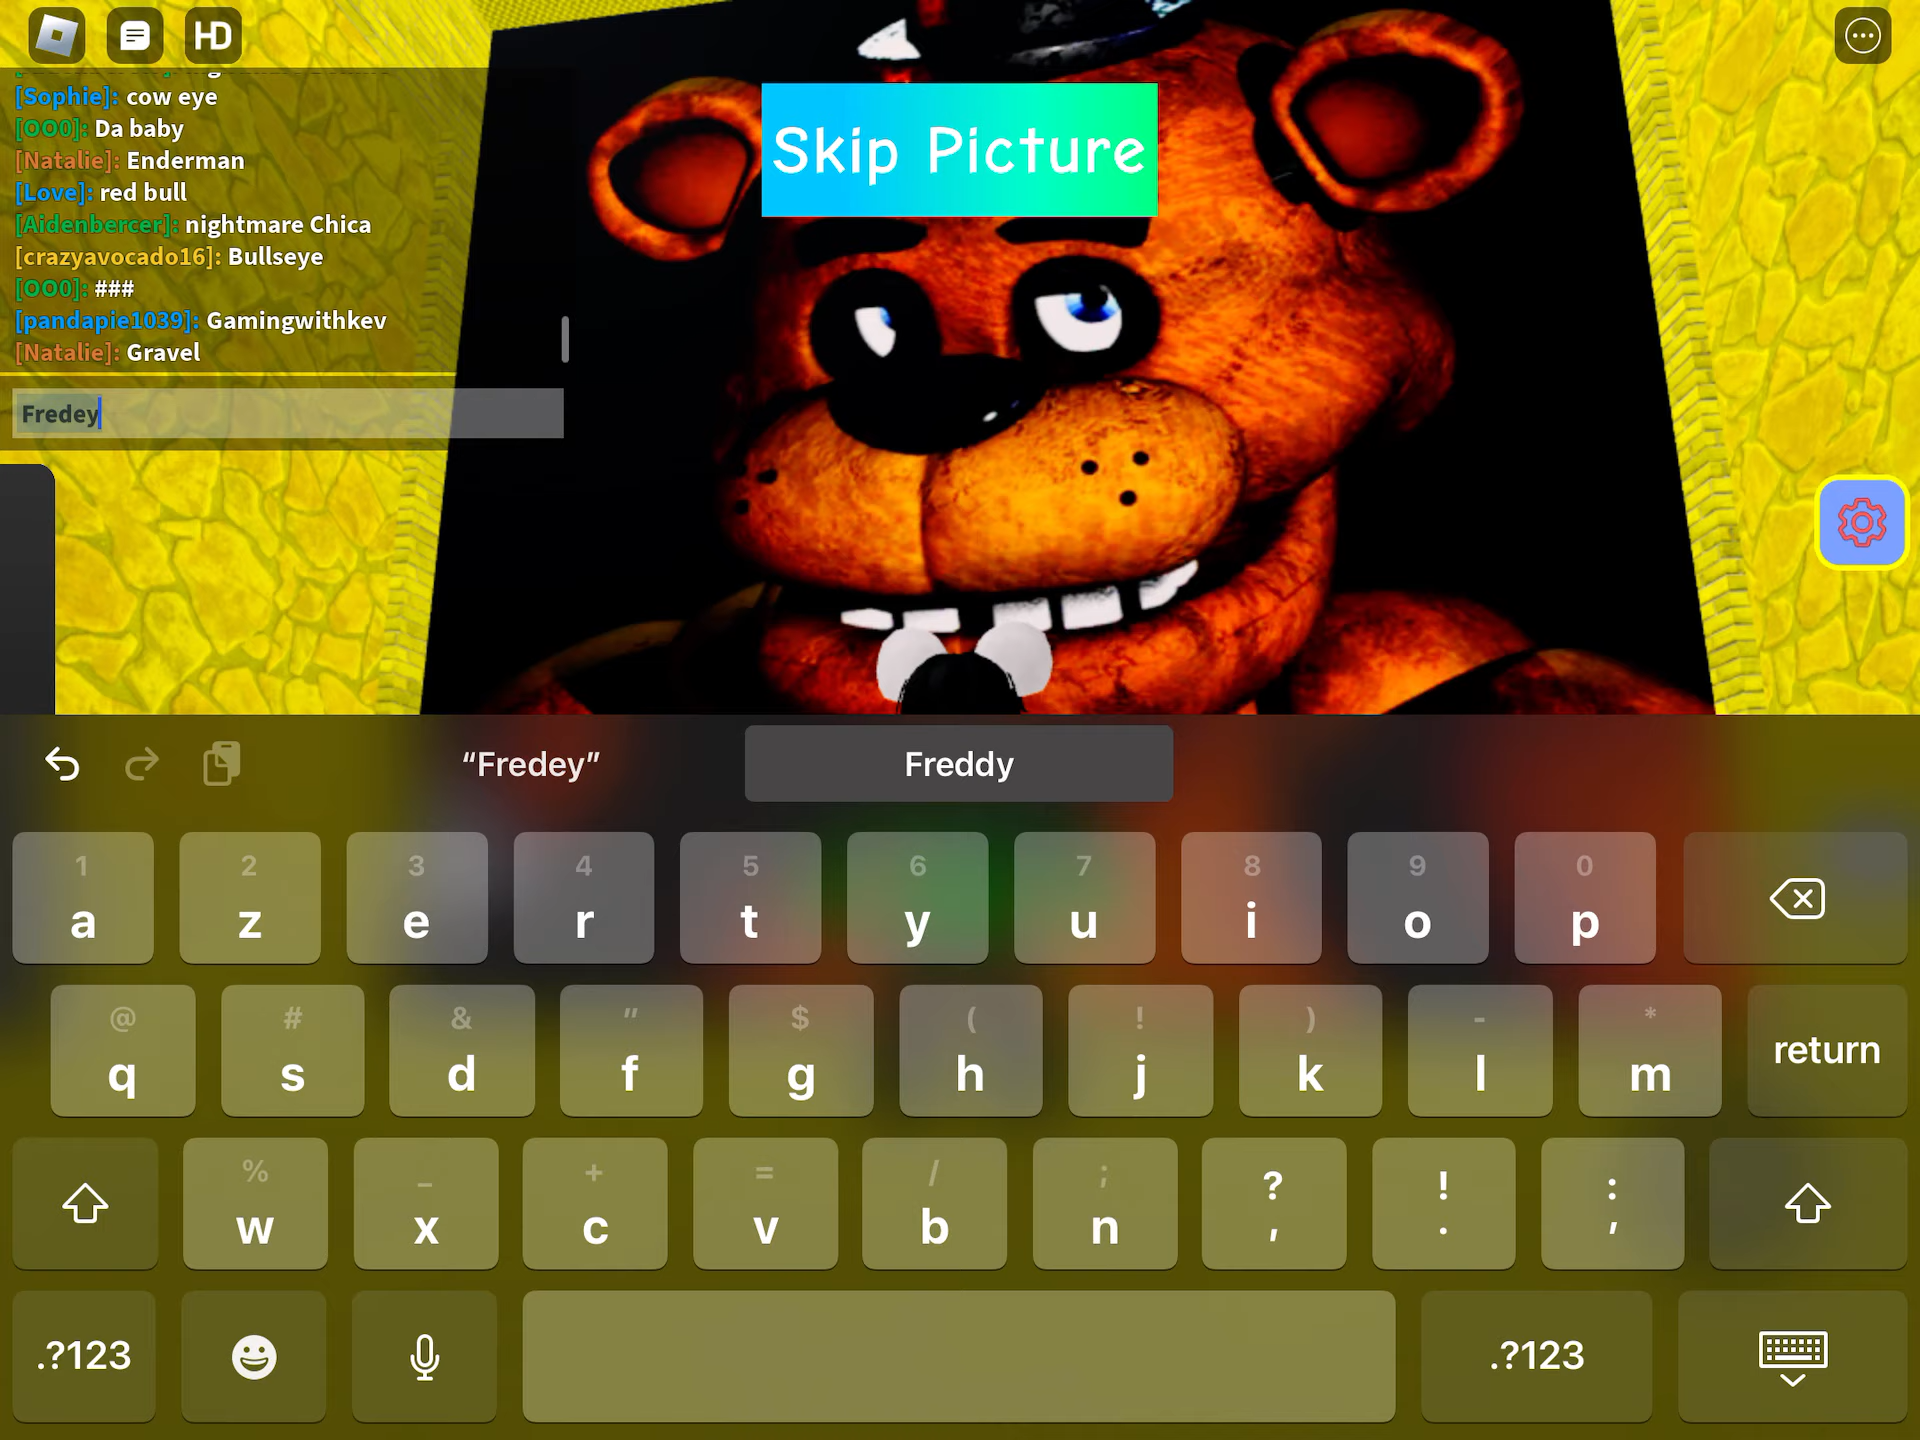 HD
[Sophie]: cow eye
[OO0]: Da baby
[Natalie]: Enderman
[Love]: red bull
[Aidenbercer]: nightmare Chica
[crazyavocado16]: Bullseye
[OO0]: ###
[pandapie1039]: Gamingwithkev
[Natalie]: Gravel
Fredey
Skip Picture
“Fredey” Freddy
1 2 3 4 5 6 7 8 9 0
a z e r t y u i o p
@ # & " $ ( ! ) - *
q s d f g h j k l m return
% _ + = / ; ? ! :
w x c v b n , . '
.?123 .?123